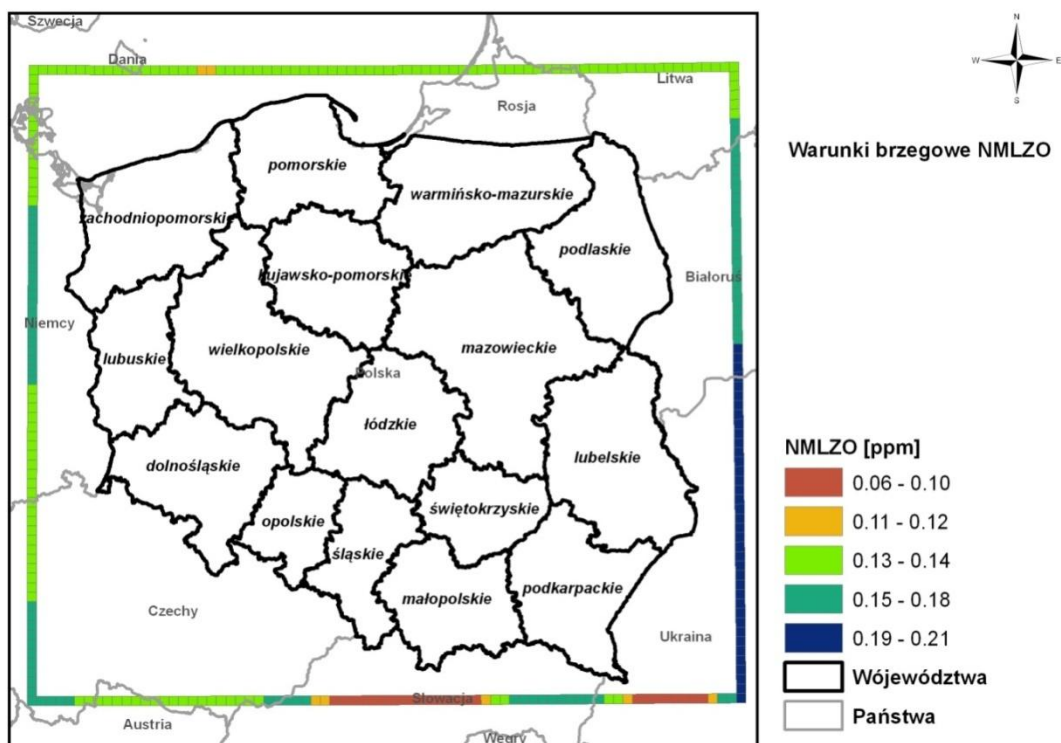 Szwecja
Dania
Litwa
Rosja
N
W
E
S
Warunki brzegowe NMLZO
pomorskie
warmińsko-mazurskie
zachodniopomorskie
podlaskie
kujawsko-pomorskie
Białoruś
Niemcy
lubuskie
wielkopolskie
mazowieckie
Polska
łódzkie
dolnośląskie
lubelskie
opolskie
świętokrzyskie
śląskie
małopolskie
podkarpackie
Czechy
Ukraina
Słowacja
Austria
Węgry
NMLZO [ppm]
0.06 - 0.10
0.11 - 0.12
0.13 - 0.14
0.15 - 0.18
0.19 - 0.21
Województwa
Państwa